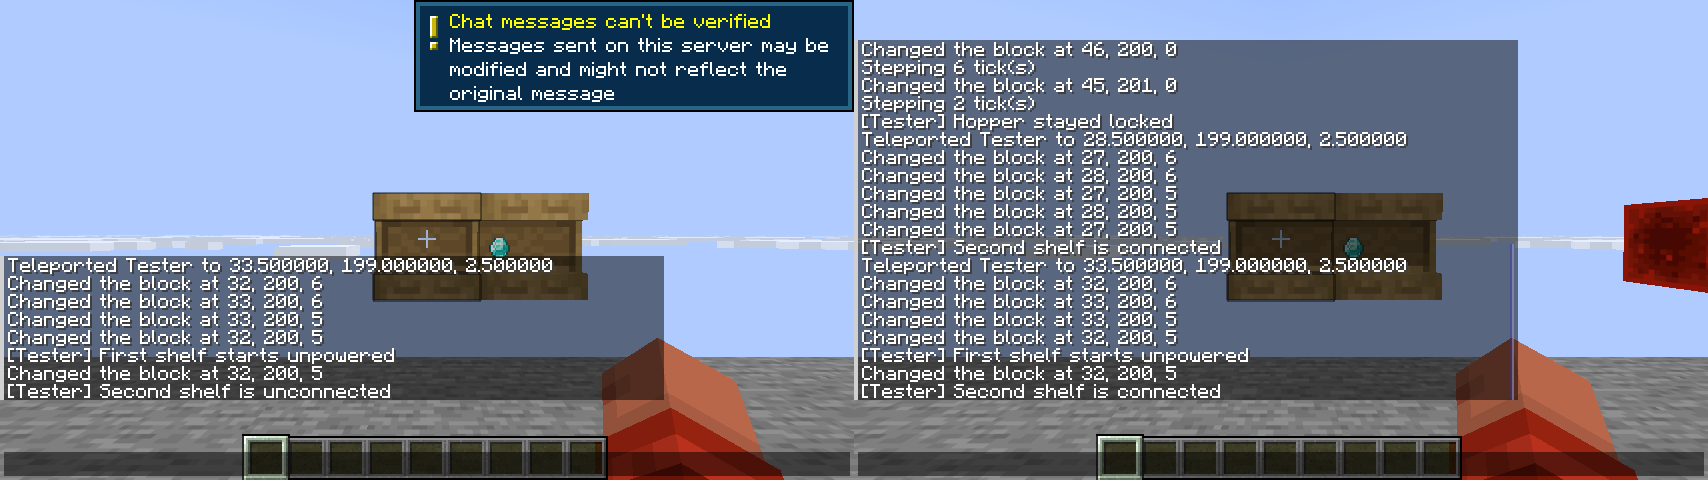 Chat messages can't be verified
Messages sent on this server may be
modified and might not reflect the
original message
Teleported Tester to 33.500000, 199.000000, 2.500000
Changed the block at 32, 200, 6
Changed the block at 33, 200, 6
Changed the block at 33, 200, 5
Changed the block at 32, 200, 5
[Tester] First shelf starts unpowered
Changed the block at 32, 200, 5
[Tester] Second shelf is unconnected
Changed the block at 46, 200, 0
Stepping 6 tick(s)
Changed the block at 45, 201, 0
Stepping 2 tick(s)
[Tester] Hopper stayed locked
Teleported Tester to 28.500000, 199.000000, 2.500000
Changed the block at 27, 200, 6
Changed the block at 28, 200, 6
Changed the block at 27, 200, 5
Changed the block at 28, 200, 5
Changed the block at 27, 200, 5
[Tester] Second shelf is connected
Teleported Tester to 33.500000, 199.000000, 2.500000
Changed the block at 32, 200, 6
Changed the block at 33, 200, 6
Changed the block at 33, 200, 5
Changed the block at 32, 200, 5
[Tester] First shelf starts unpowered
Changed the block at 32, 200, 5
[Tester] Second shelf is connected